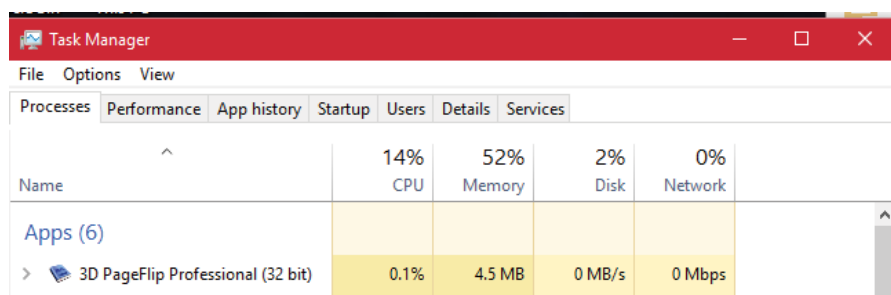 Task Manager
File Options View
Processes Performance App history Startup Users Details Services
14% 52% 2% 0%
Name CPU Memory Disk Network
Apps (6)
3D PageFlip Professional (32 bit) 0.1% 4.5 MB 0 MB/s 0 Mbps